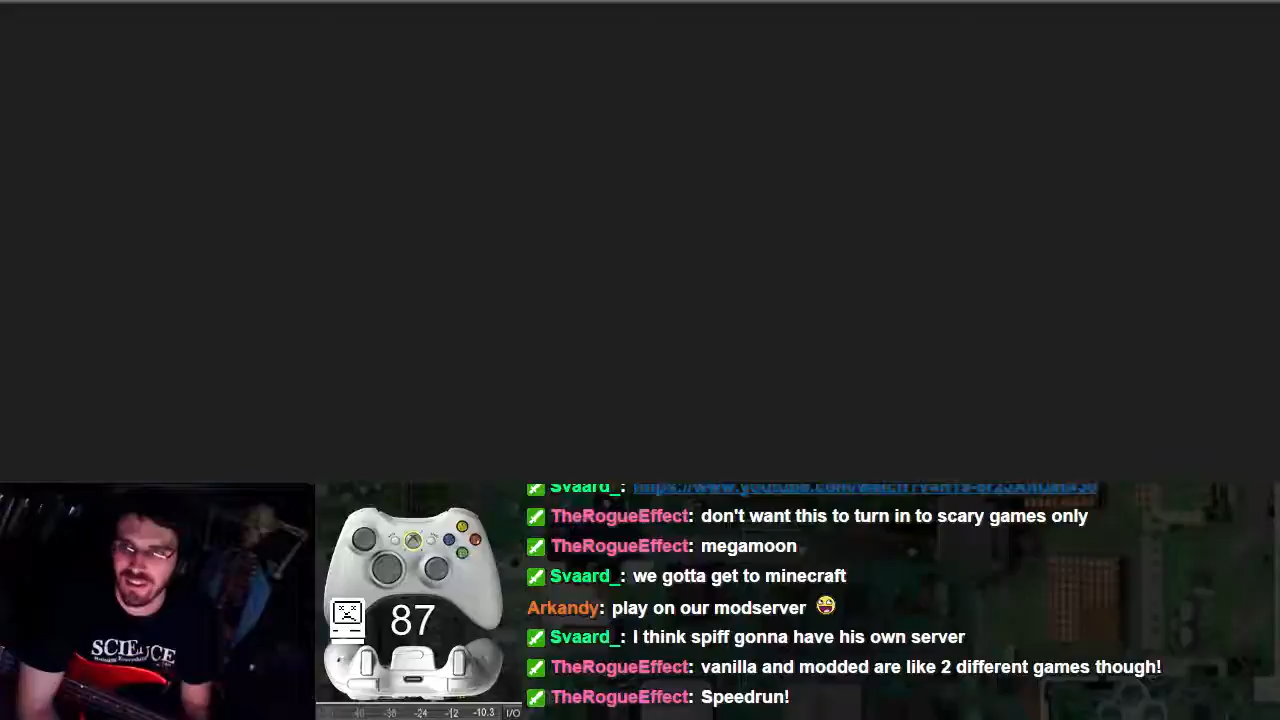 Svaard_:
TheRogueEffect: don't want this to turn in to scary games only
TheRogueEffect: megamoon
Svaard_: we gotta get to minecraft
Arkandy: play on our modserver
Svaard_: I think spiff gonna have his own server
TheRogueEffect: vanilla and modded are like 2 different games though!
TheRogueEffect: Speedrun!
87
SCIENCE
-48 -36 -24 -12 -10.3 I/O